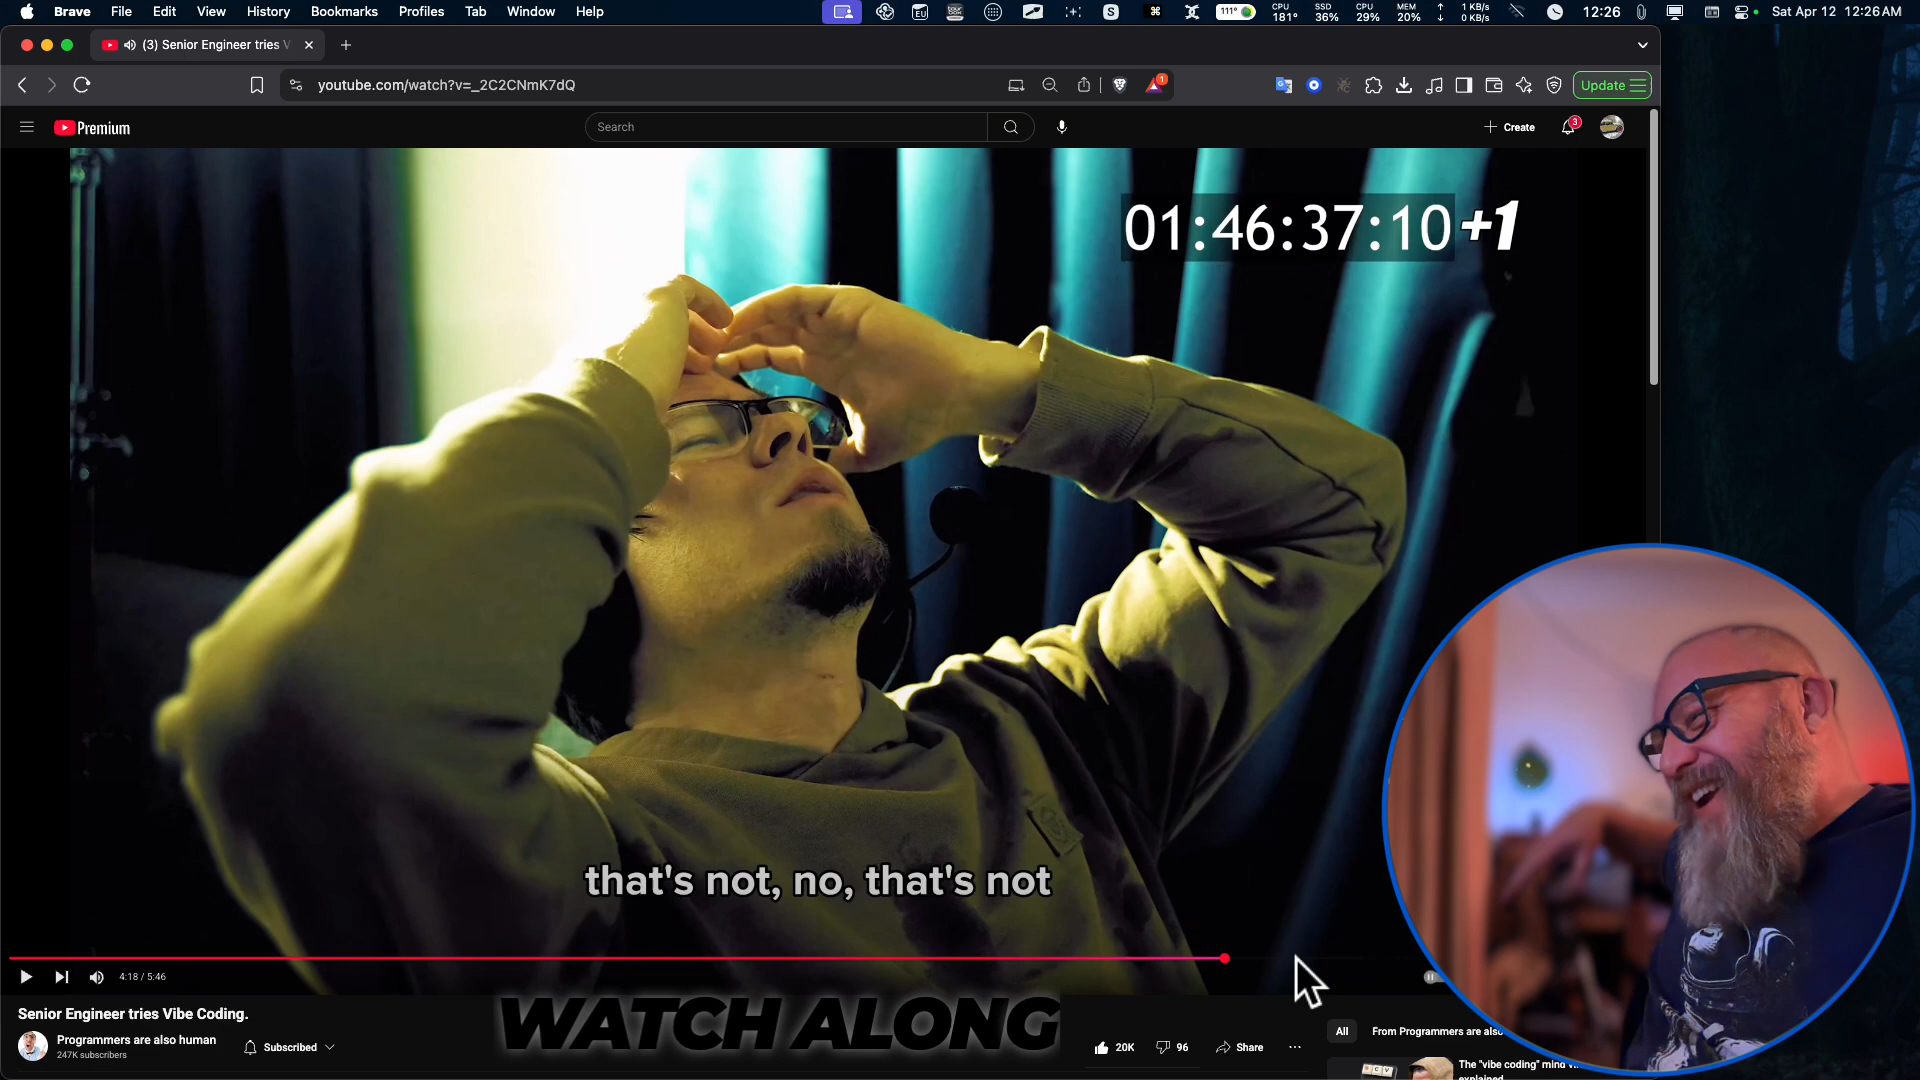 Brave File Edit View History Bookmarks Profiles Tab Window Help
111° CPU 181° SSD 36% CPU 29% MEM 20% 1 KB/s 0 KB/s 12:26 Sat Apr 12 12:26 AM
(3) Senior Engineer tries V
youtube.com/watch?v=_2C2CNmK7dQ
1
Update
Premium
Search
Create
3
01:46:37:10 +1
that's not, no, that's not
4:18 / 5:46
WATCH ALONG
Senior Engineer tries Vibe Coding.
Programmers are also human
247K subscribers
Subscribed
20K
96
Share
All
From Programmers are also
The "vibe coding" mind
explained